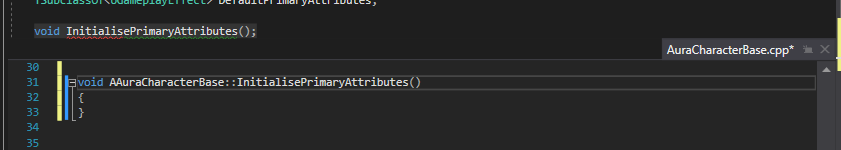 TSubclassOf<UGameplayEffect> DefaultPrimaryAttributes;
void InitialisePrimaryAttributes();
AuraCharacterBase.cpp*
30
31 void AAuraCharacterBase::InitialisePrimaryAttributes()
32 {
33 }
34
35